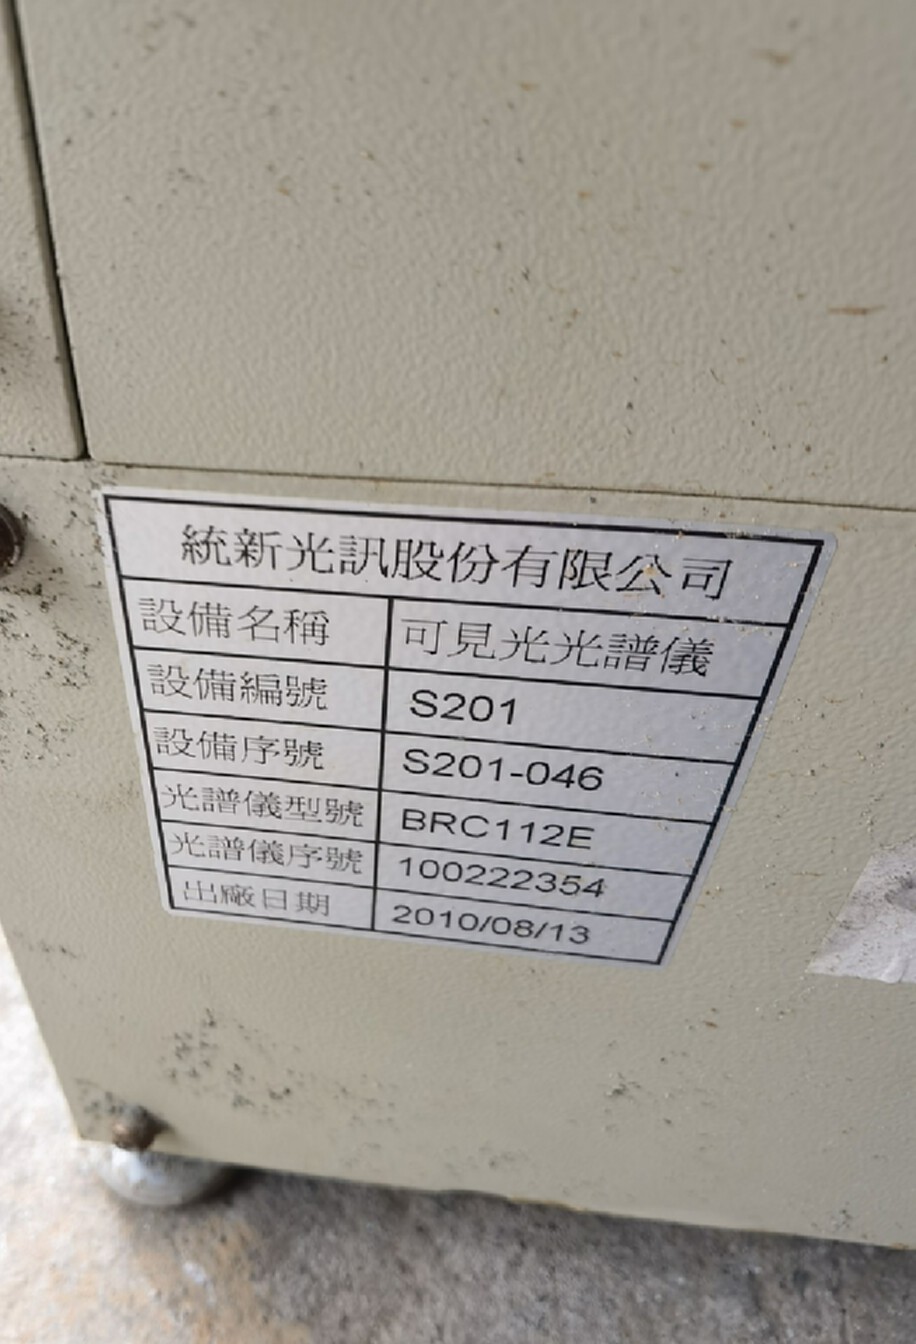 統新光訊股份有限公司
設備名稱 可見光光譜儀
設備編號 S201
設備序號 S201-046
光譜儀型號 BRC112E
光譜儀序號 100222354
出廠日期 2010/08/13